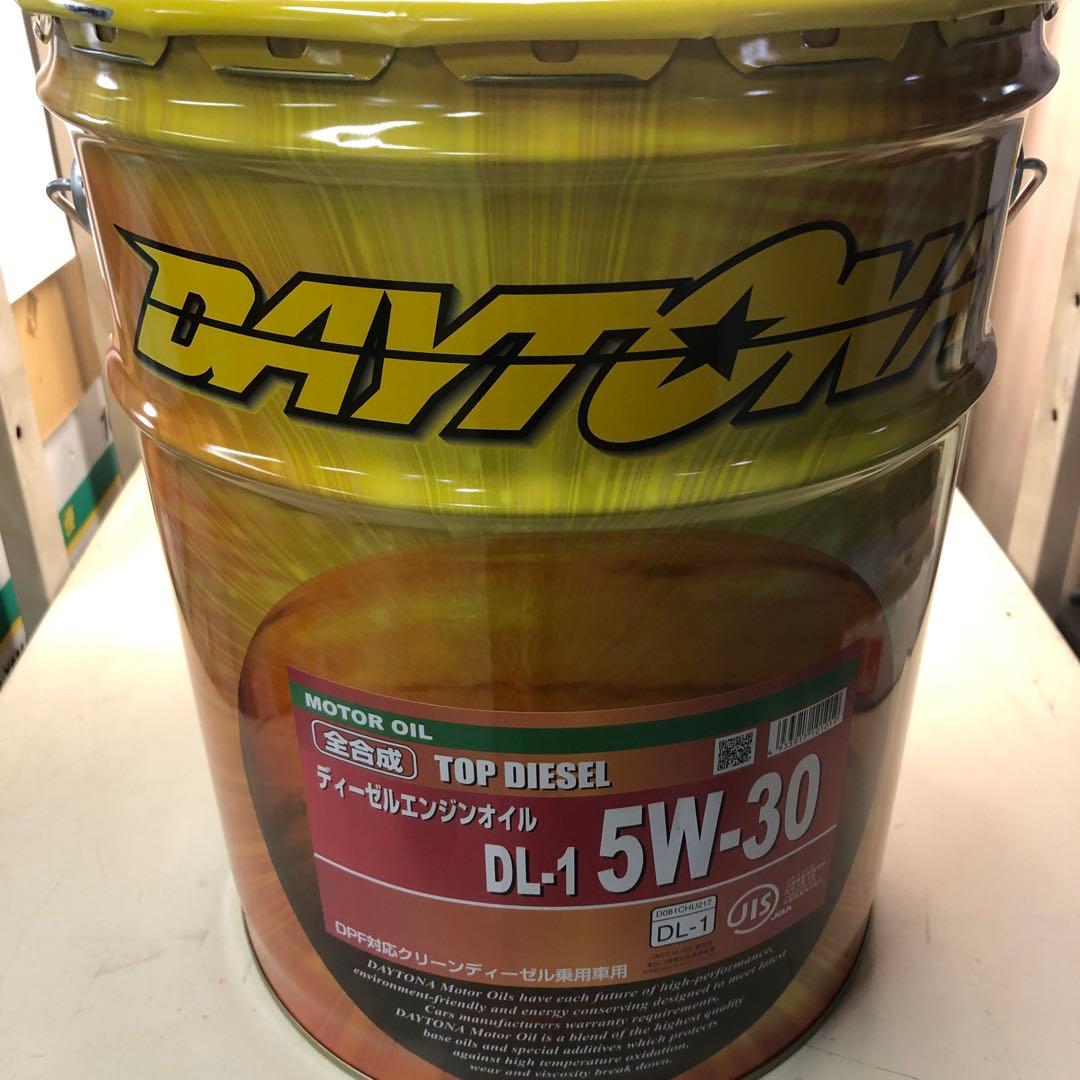 DAYTONA
MOTOR OIL
全合成 TOP DIESEL
ディーゼルエンジンオイル
DL-1 5W-30
D081CHU217
DL-1
JIS
JQA
DPF対応クリーンディーゼル乗用車用
DAYTONA Motor Oils have each future of high-performance,
environment-friendly and energy conserving designed to meet latest
Cars manufacturers warranty requirements.
DAYTONA Motor Oil is a blend of the highest quality
base oils and special additives which protects
against high temperature oxidation,
wear and viscosity break down.